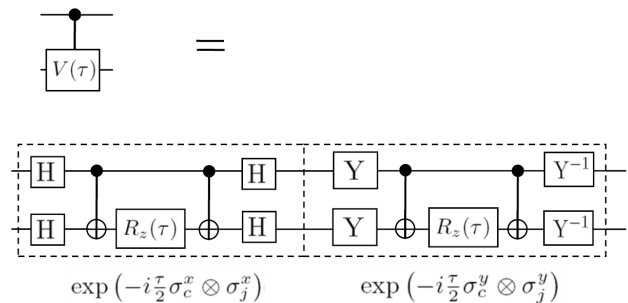 V(τ)
=
H H Y Y⁻¹
H R_z(τ) H Y R_z(τ) Y⁻¹
exp(−i τ/2 σ_c^x ⊗ σ_j^x) exp(−i τ/2 σ_c^y ⊗ σ_j^y)